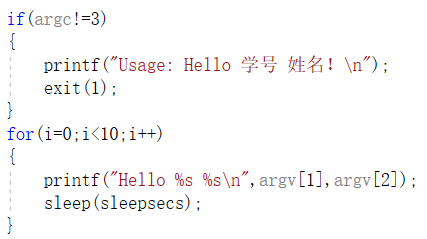 if(argc!=3)
{
    printf("Usage: Hello 学号 姓名！\n");
    exit(1);
}
for(i=0;i<10;i++)
{
    printf("Hello %s %s\n",argv[1],argv[2]);
    sleep(sleepsecs);
}